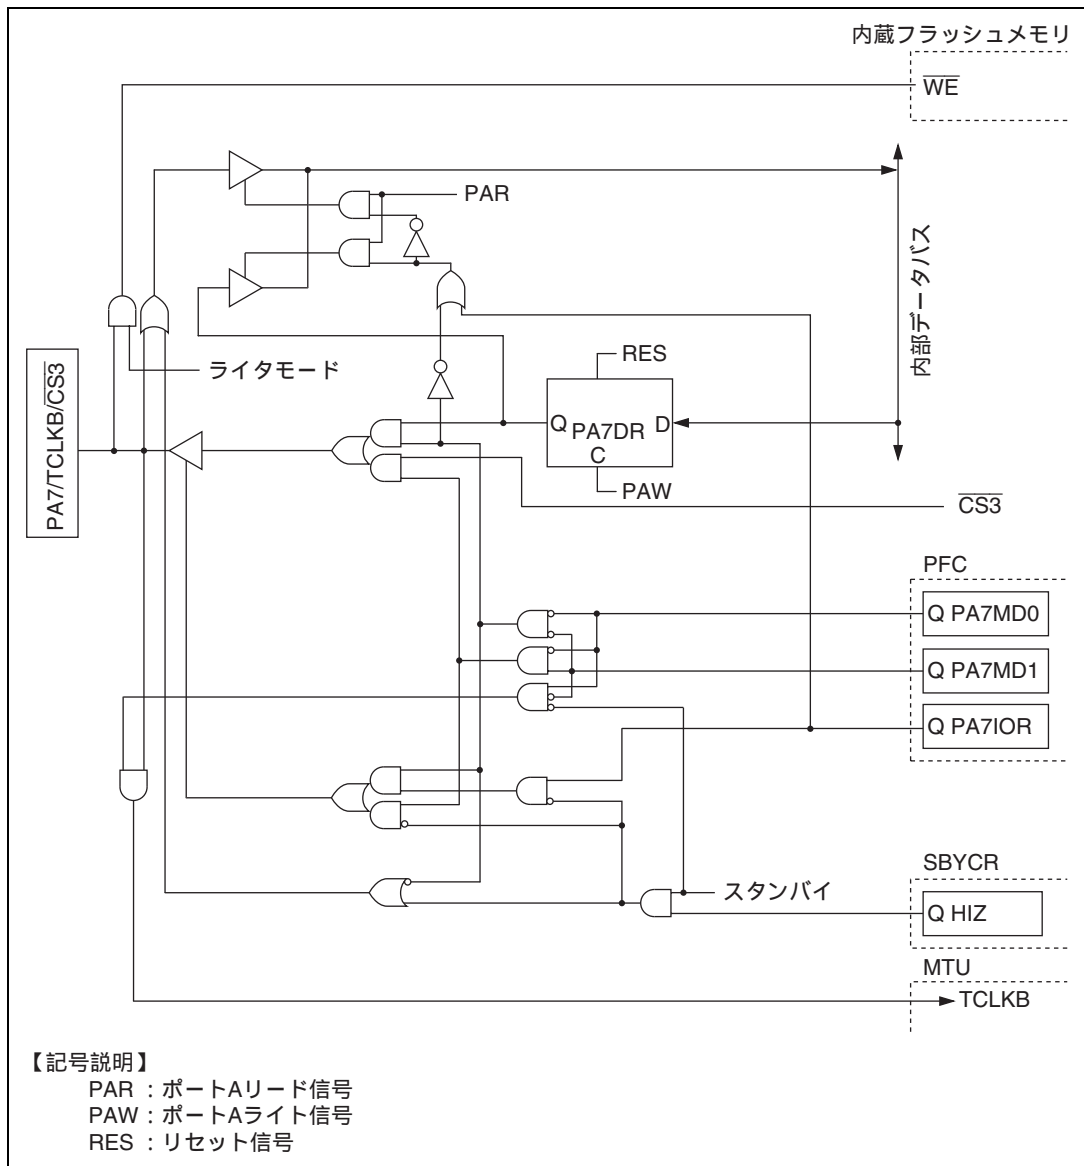 内蔵フラッシュメモリ
W̅E̅
PAR
内部データバス
ライタモード
RES
Q PA7DR D
C
PAW
PA7/TCLKB/C̅S̅3̅
C̅S̅3̅
PFC
Q PA7MD0
Q PA7MD1
Q PA7IOR
SBYCR
スタンバイ
Q HIZ
MTU
TCLKB
【記号説明】
PAR : ポートAリード信号
PAW : ポートAライト信号
RES : リセット信号